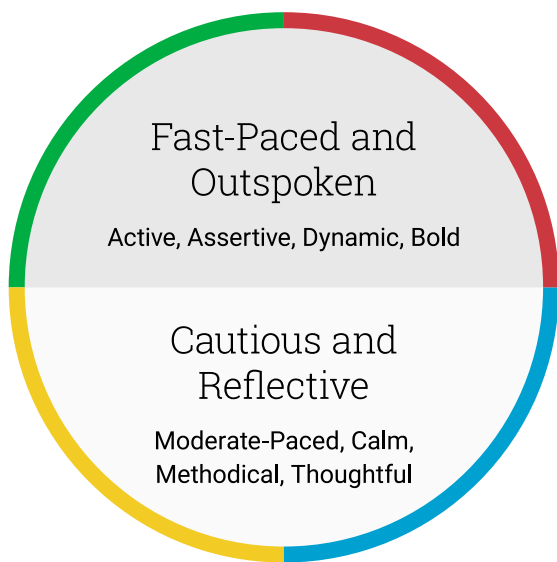 Fast-Paced and
Outspoken
Active, Assertive, Dynamic, Bold
Cautious and
Reflective
Moderate-Paced, Calm,
Methodical, Thoughtful